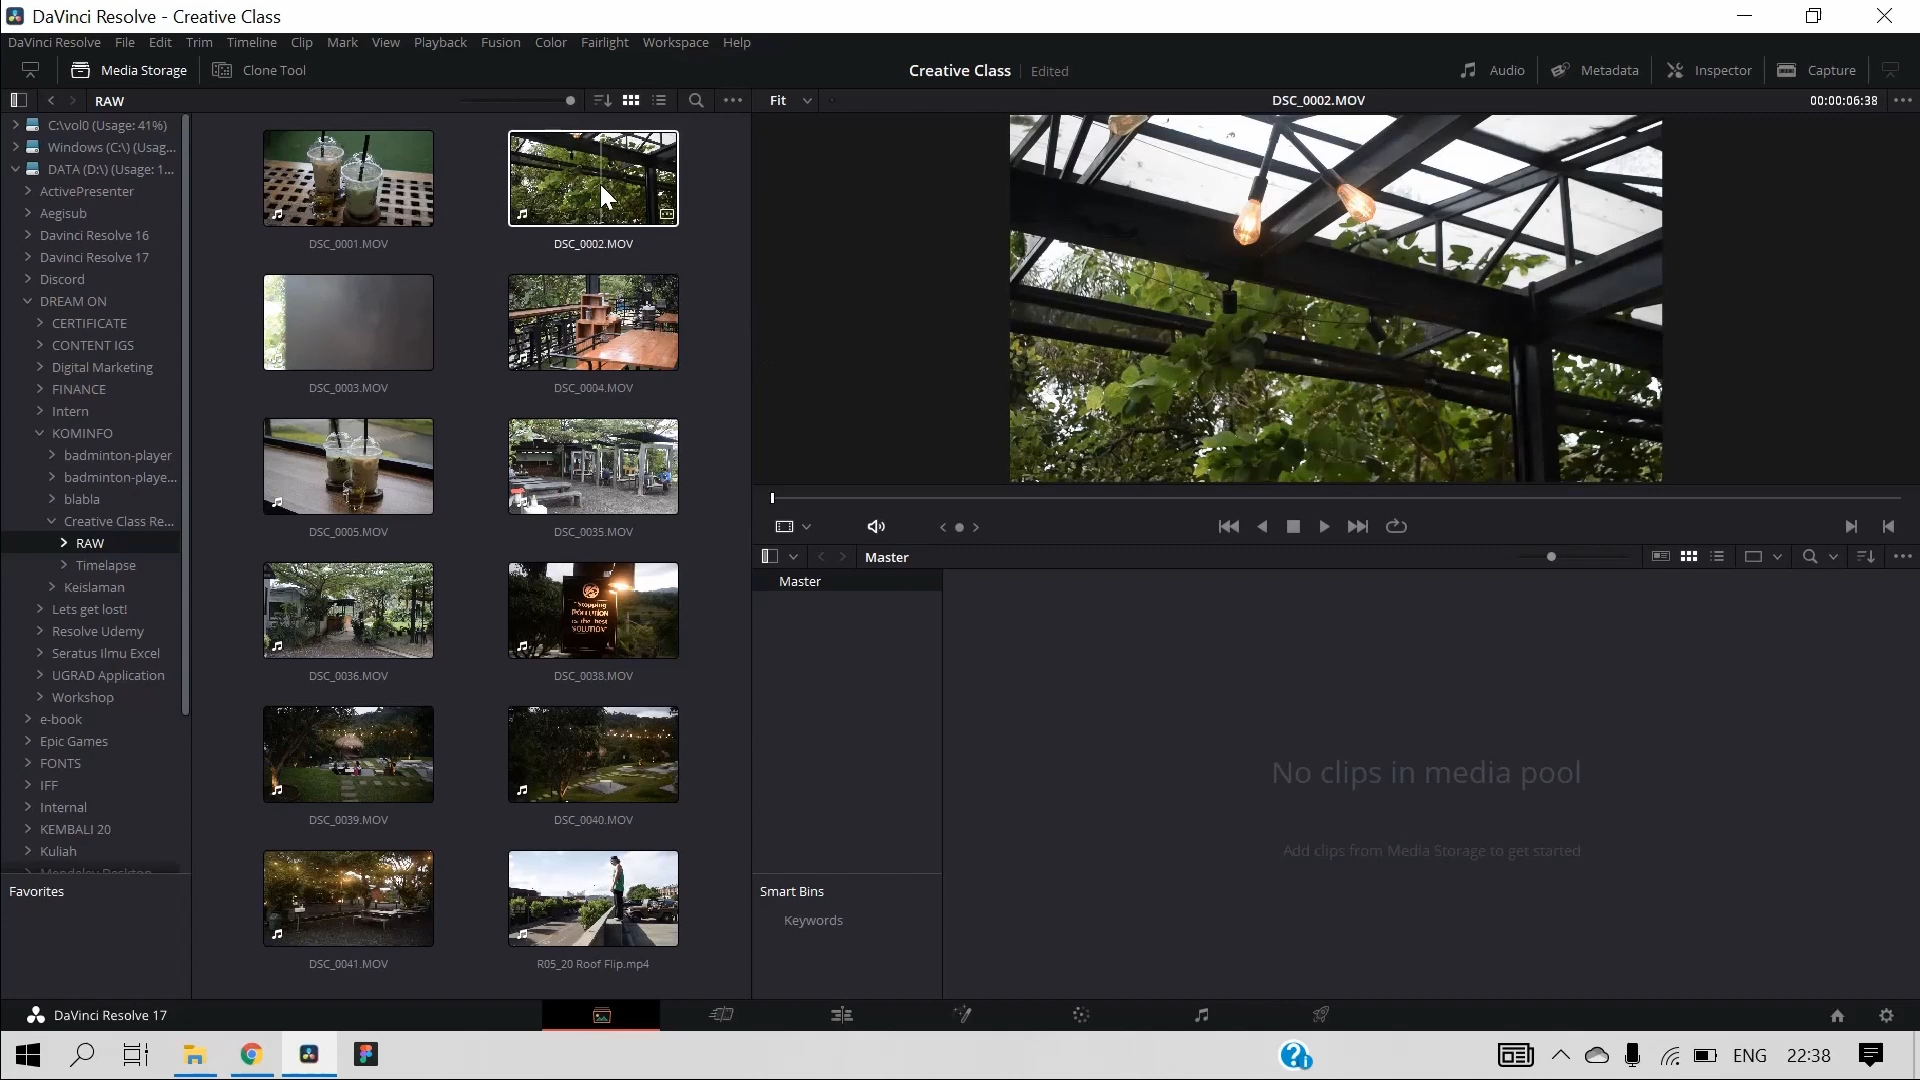 DaVinci Resolve - Creative Class
DaVinci Resolve File Edit Trim Timeline Clip Mark View Playback Fusion Color Fairlight Workspace Help
Media Storage Clone Tool Creative Class Edited Audio Metadata Inspector Capture
RAW Fit DSC_0002.MOV 00:00:06:38
C:\vol0 (Usage: 41%)
Windows (C:\) (Usag...
DATA (D:\) (Usage: 1...
ActivePresenter
Aegisub
Davinci Resolve 16
Davinci Resolve 17
Discord
DREAM ON
CERTIFICATE
CONTENT IGS
Digital Marketing
FINANCE
Intern
KOMINFO
badminton-player
badminton-playe...
blabla
Creative Class Re...
RAW
Timelapse
Keislaman
Lets get lost!
Resolve Udemy
Seratus Ilmu Excel
UGRAD Application
Workshop
e-book
Epic Games
FONTS
IFF
Internal
KEMBALI 20
Kuliah
Favorites
DSC_0001.MOV DSC_0002.MOV
DSC_0003.MOV DSC_0004.MOV
DSC_0005.MOV DSC_0035.MOV
Stopping
POLLUTION
is the best
SOLUTION
DSC_0036.MOV DSC_0038.MOV
DSC_0039.MOV DSC_0040.MOV
DSC_0041.MOV R05_20 Roof Flip.mp4
Master
Master
No clips in media pool
Add clips from Media Storage to get started
Smart Bins
Keywords
DaVinci Resolve 17
ENG 22:38